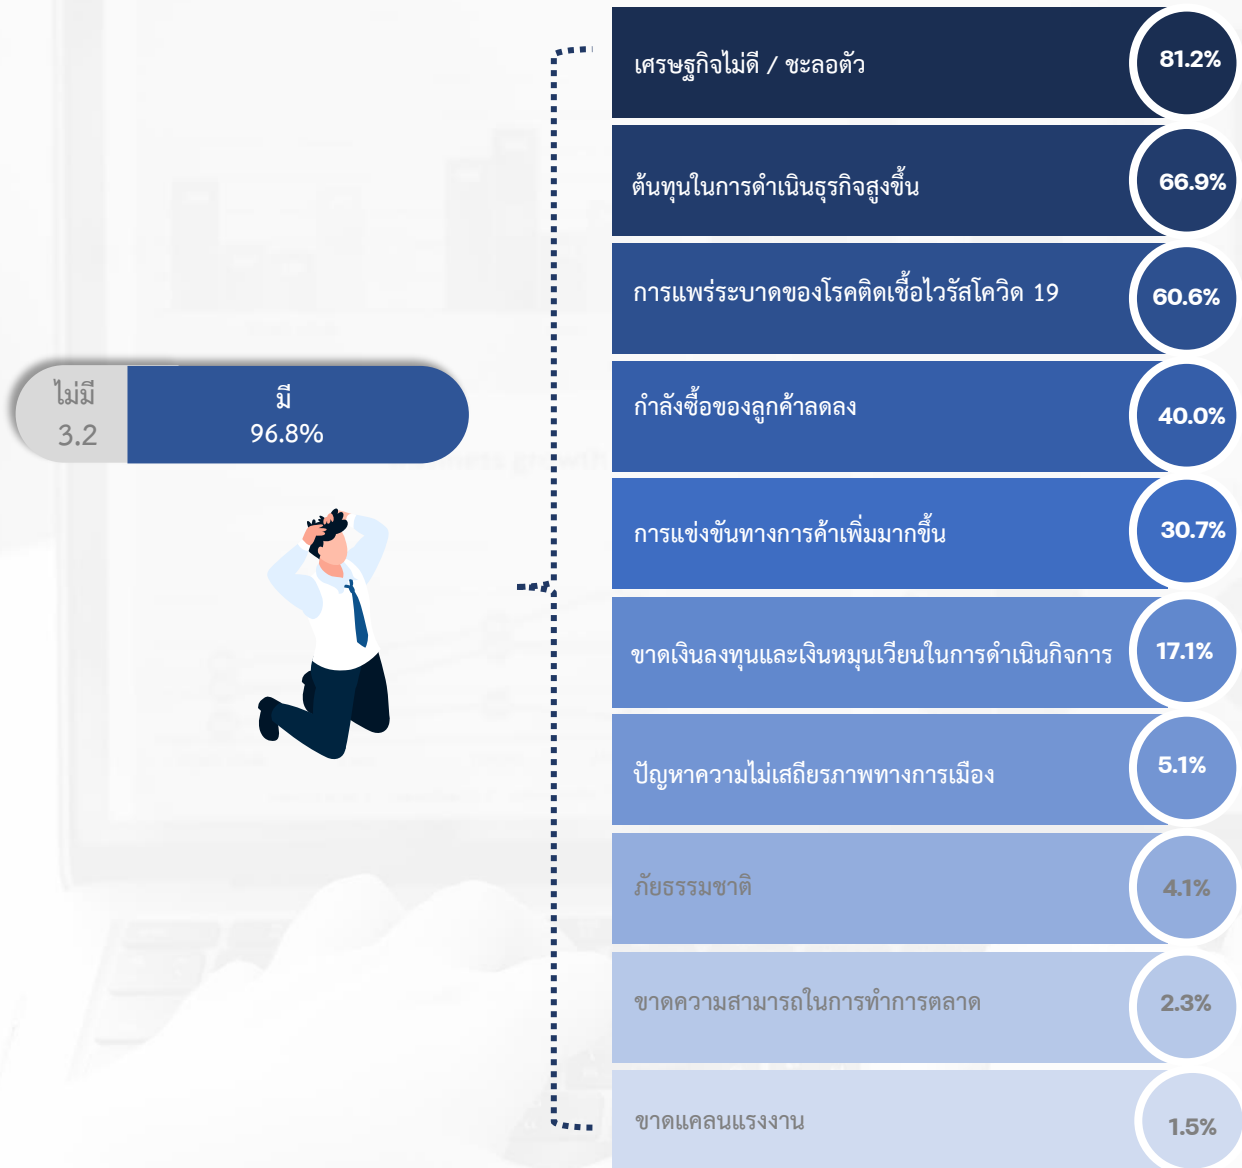 ไม่มี
3.2
มี
96.8%
เศรษฐกิจไม่ดี / ชะลอตัว
81.2%
ต้นทุนในการดำเนินธุรกิจสูงขึ้น
66.9%
การแพร่ระบาดของโรคติดเชื้อไวรัสโควิด 19
60.6%
กำลังซื้อของลูกค้าลดลง
40.0%
การแข่งขันทางการค้าเพิ่มมากขึ้น
30.7%
ขาดเงินลงทุนและเงินหมุนเวียนในการดำเนินกิจการ
17.1%
ปัญหาความไม่เสถียรภาพทางการเมือง
5.1%
ภัยธรรมชาติ
4.1%
ขาดความสามารถในการทำการตลาด
2.3%
ขาดแคลนแรงงาน
1.5%